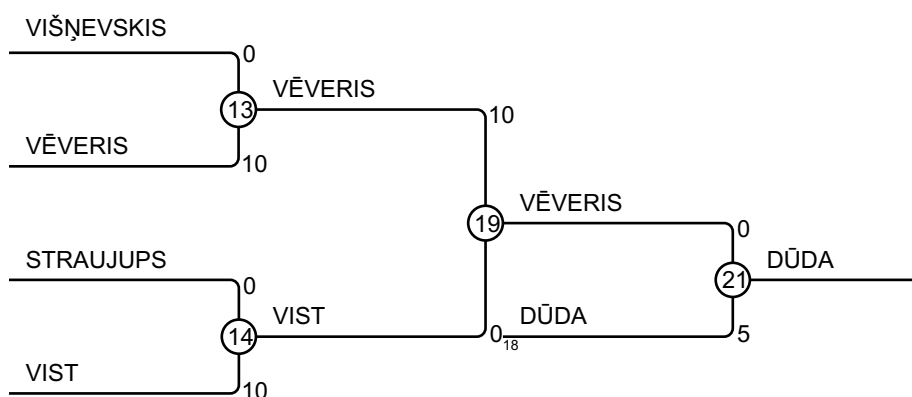 VIŠŅEVSKIS
0
13
VĒVERIS
10
VĒVERIS
10
19
VĒVERIS
0
STRAUJUPS
0
21
DŪDA
14
VIST
0
18
DŪDA
5
VIST
10